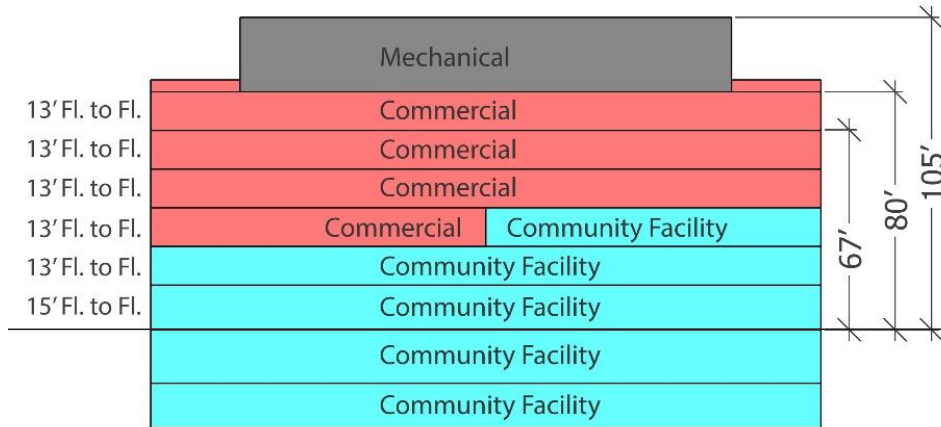 Mechanical
13' Fl. to Fl. Commercial
13' Fl. to Fl. Commercial
13' Fl. to Fl. Commercial
13' Fl. to Fl. Commercial Community Facility
13' Fl. to Fl. Community Facility
15' Fl. to Fl. Community Facility
Community Facility
Community Facility
67'
80'
105'